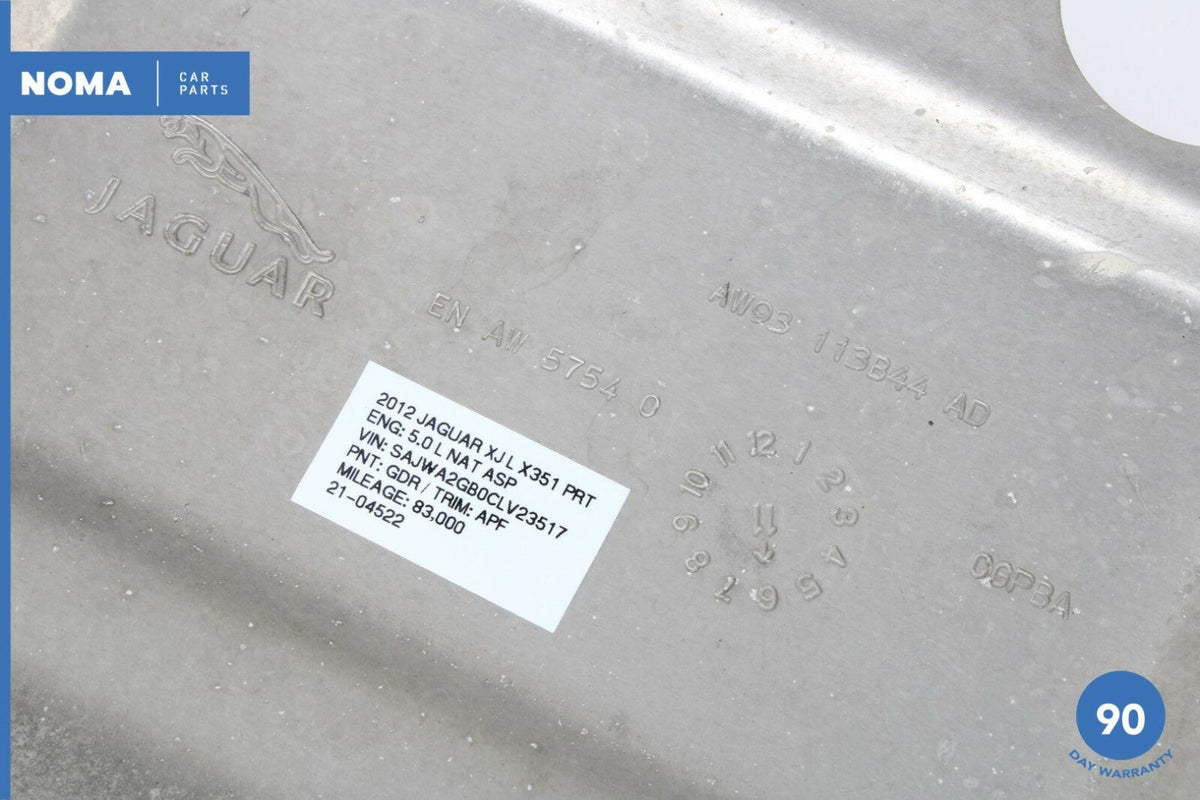 NOMA
CAR
PARTS
JAGUAR
EN AW 5754 O
AW93 113B44 AD
2012 JAGUAR XJ L X351 PRT
ENG: 5.0 L NAT ASP
VIN: SAJWA2GB0CLV23517
PNT: GDR / TRIM: APF
MILEAGE: 83,000
21-04522
12 1 2 3 4 5 6 7 8 9 10 11
11
90
DAY WARRANTY